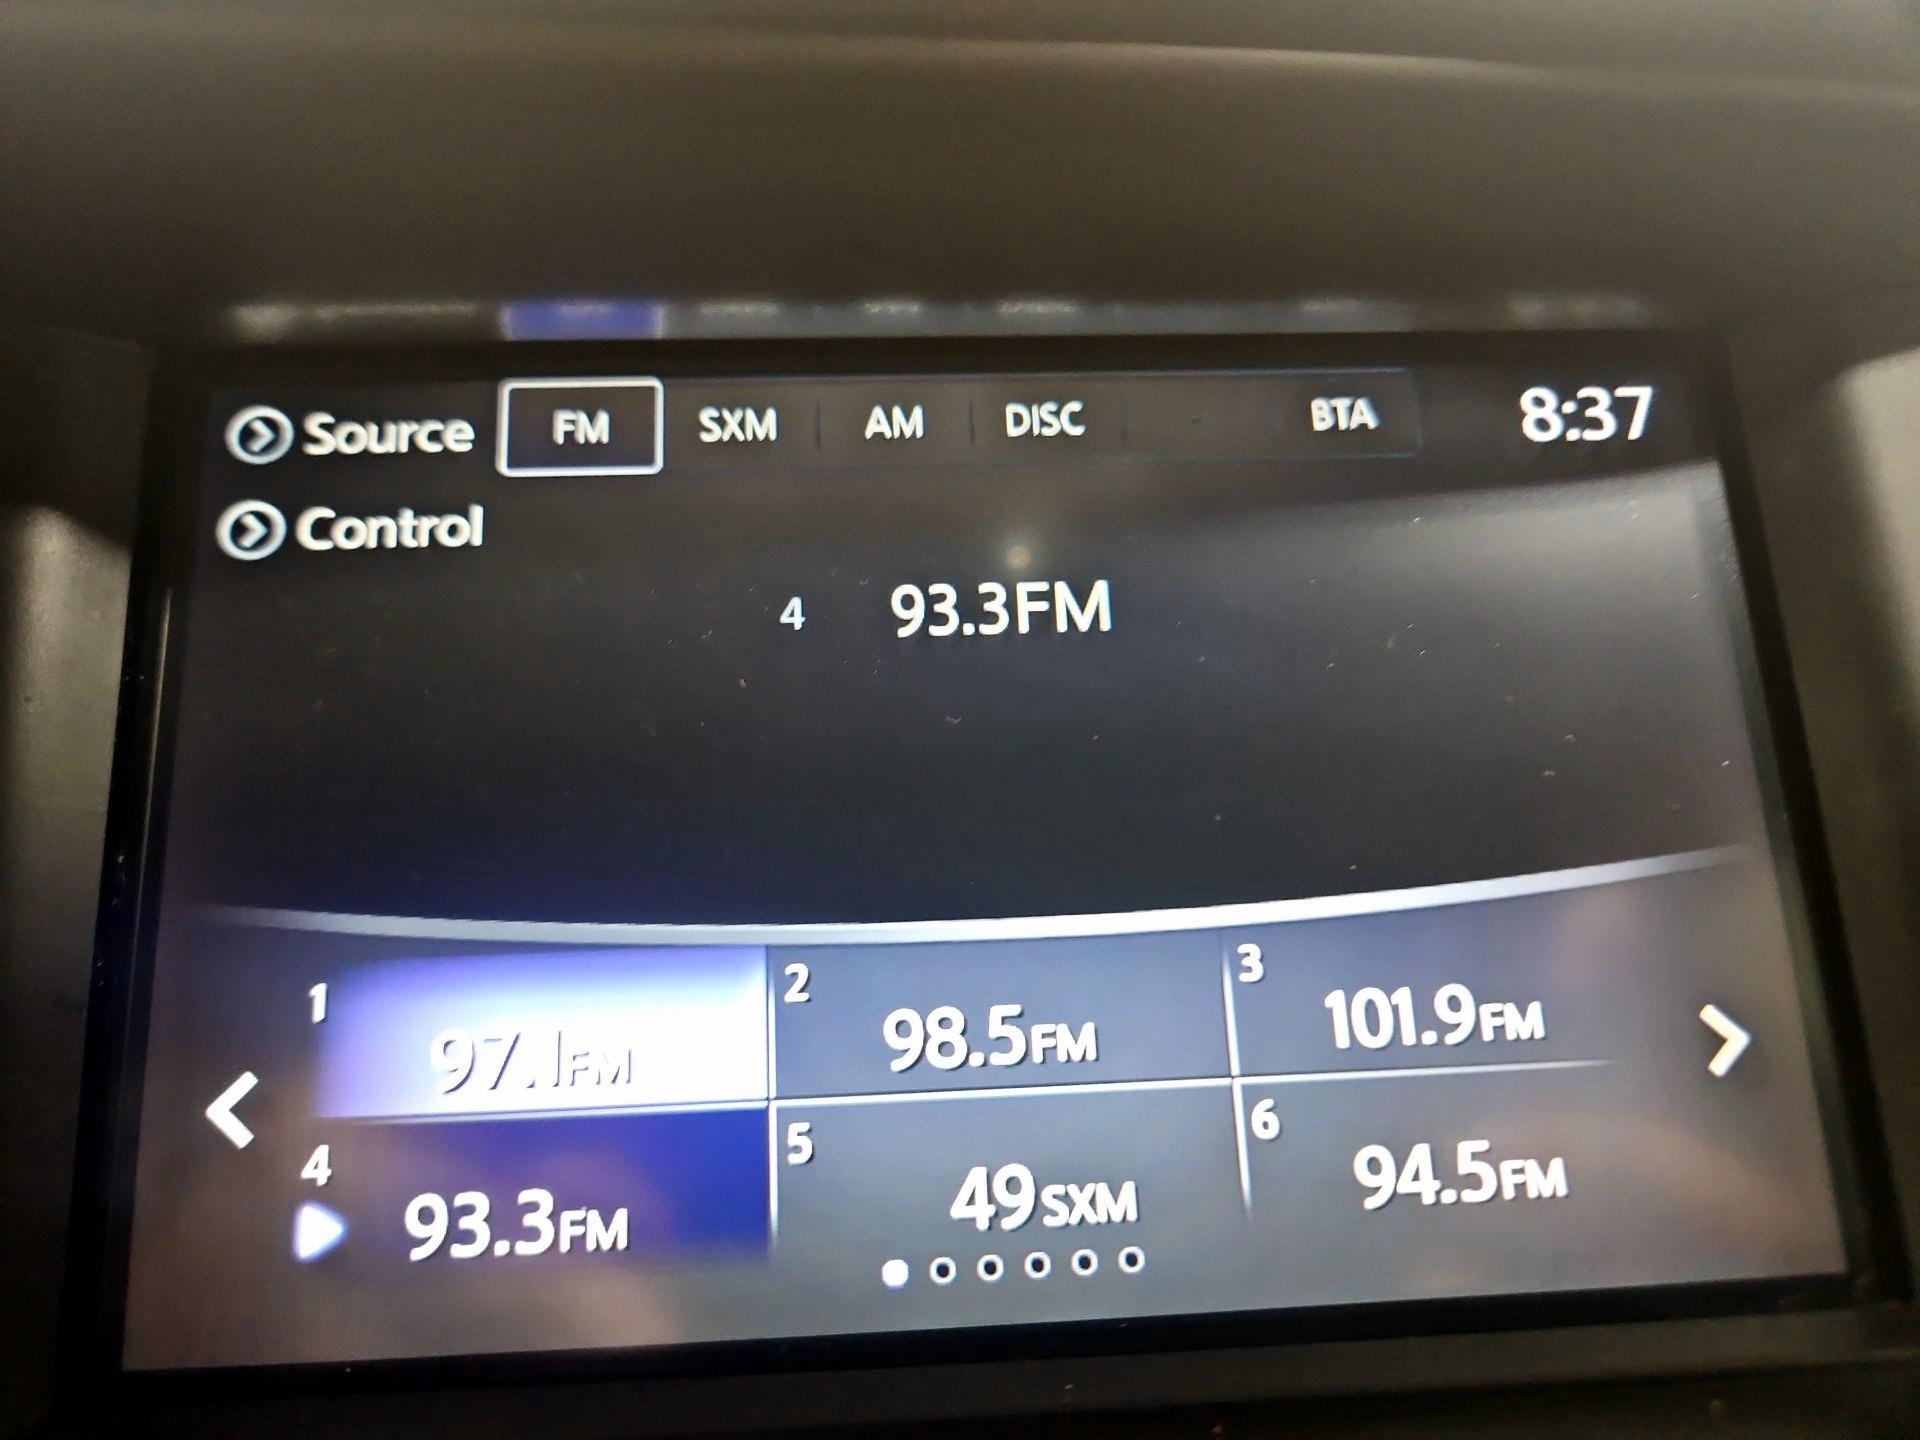 Source FM SXM AM DISC BTA 8:37
Control
4 93.3FM
1 97.1FM
2 98.5FM
3 101.9FM
4 93.3FM
5 49SXM
6 94.5FM